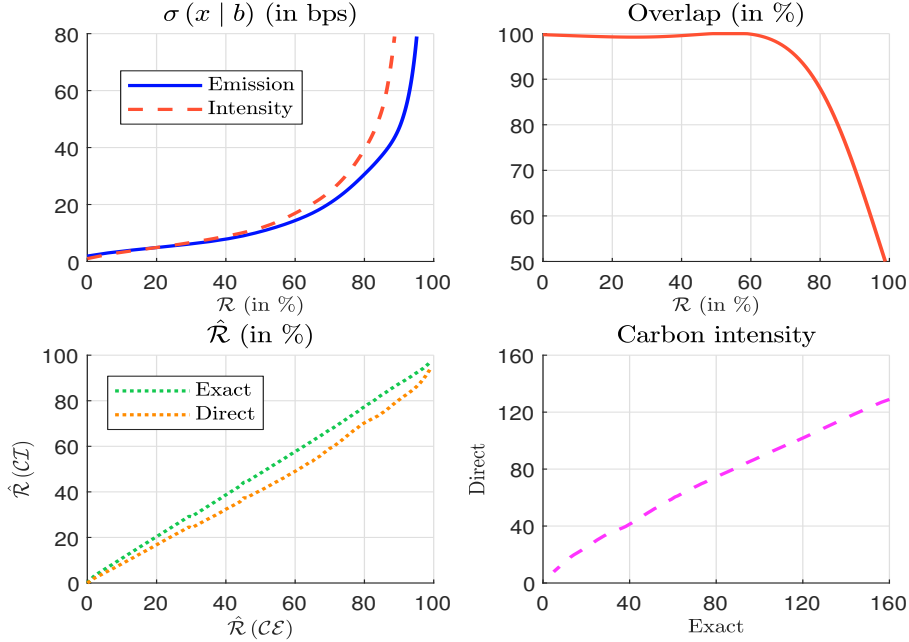 σ (x | b) (in bps)
80
60
40
20
0
Emission
Intensity
0 20 40 60 80 100
ℛ (in %)
Overlap (in %)
100
90
80
70
60
50
0 20 40 60 80 100
ℛ (in %)
ℛ̂ (in %)
100
80
60
40
20
0
ℛ̂ (𝒞ℐ)
Exact
Direct
0 20 40 60 80 100
ℛ̂ (𝒞ℰ)
Carbon intensity
160
120
80
40
0
Direct
0 40 80 120 160
Exact